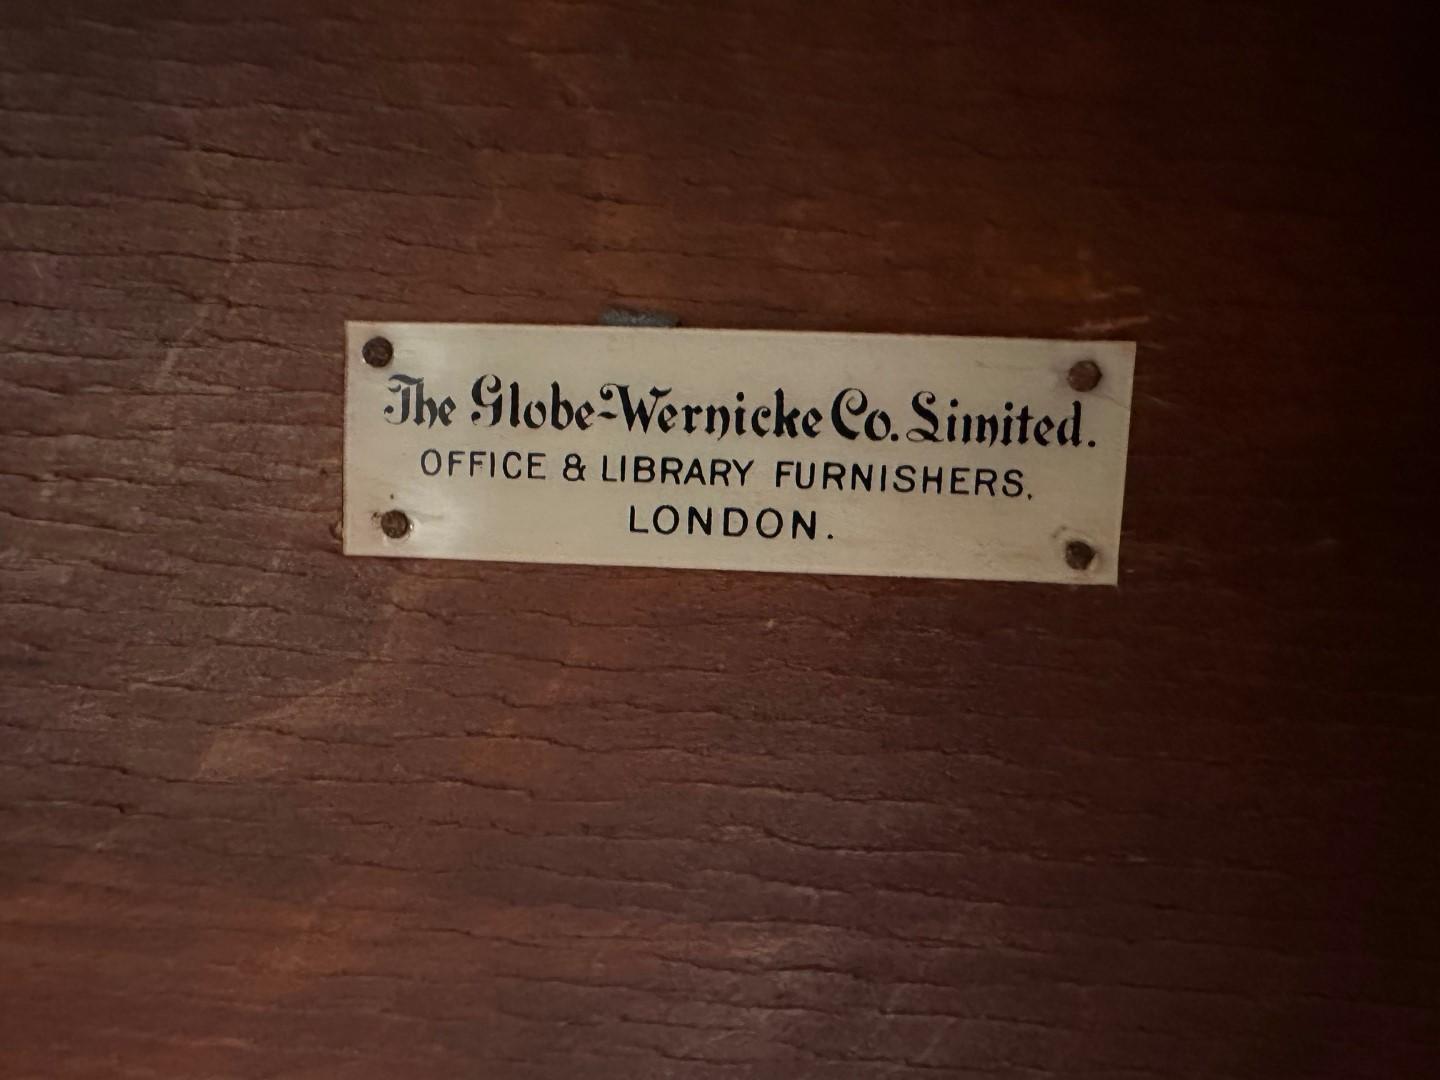 The Globe-Wernicke Co. Limited.
OFFICE & LIBRARY FURNISHERS.
LONDON.